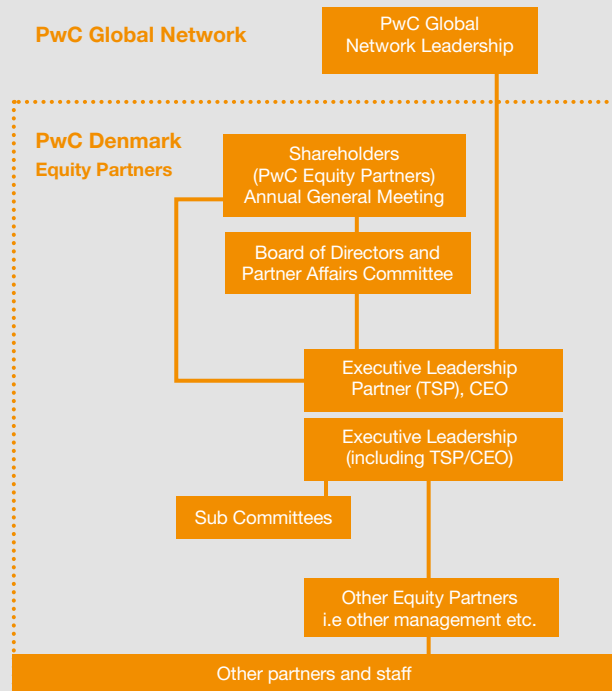 PwC Global Network
PwC Global
Network Leadership
PwC Denmark
Equity Partners
Shareholders
(PwC Equity Partners)
Annual General Meeting
Board of Directors and
Partner Affairs Committee
Executive Leadership
Partner (TSP), CEO
Executive Leadership
(including TSP/CEO)
Sub Committees
Other Equity Partners
i.e other management etc.
Other partners and staff